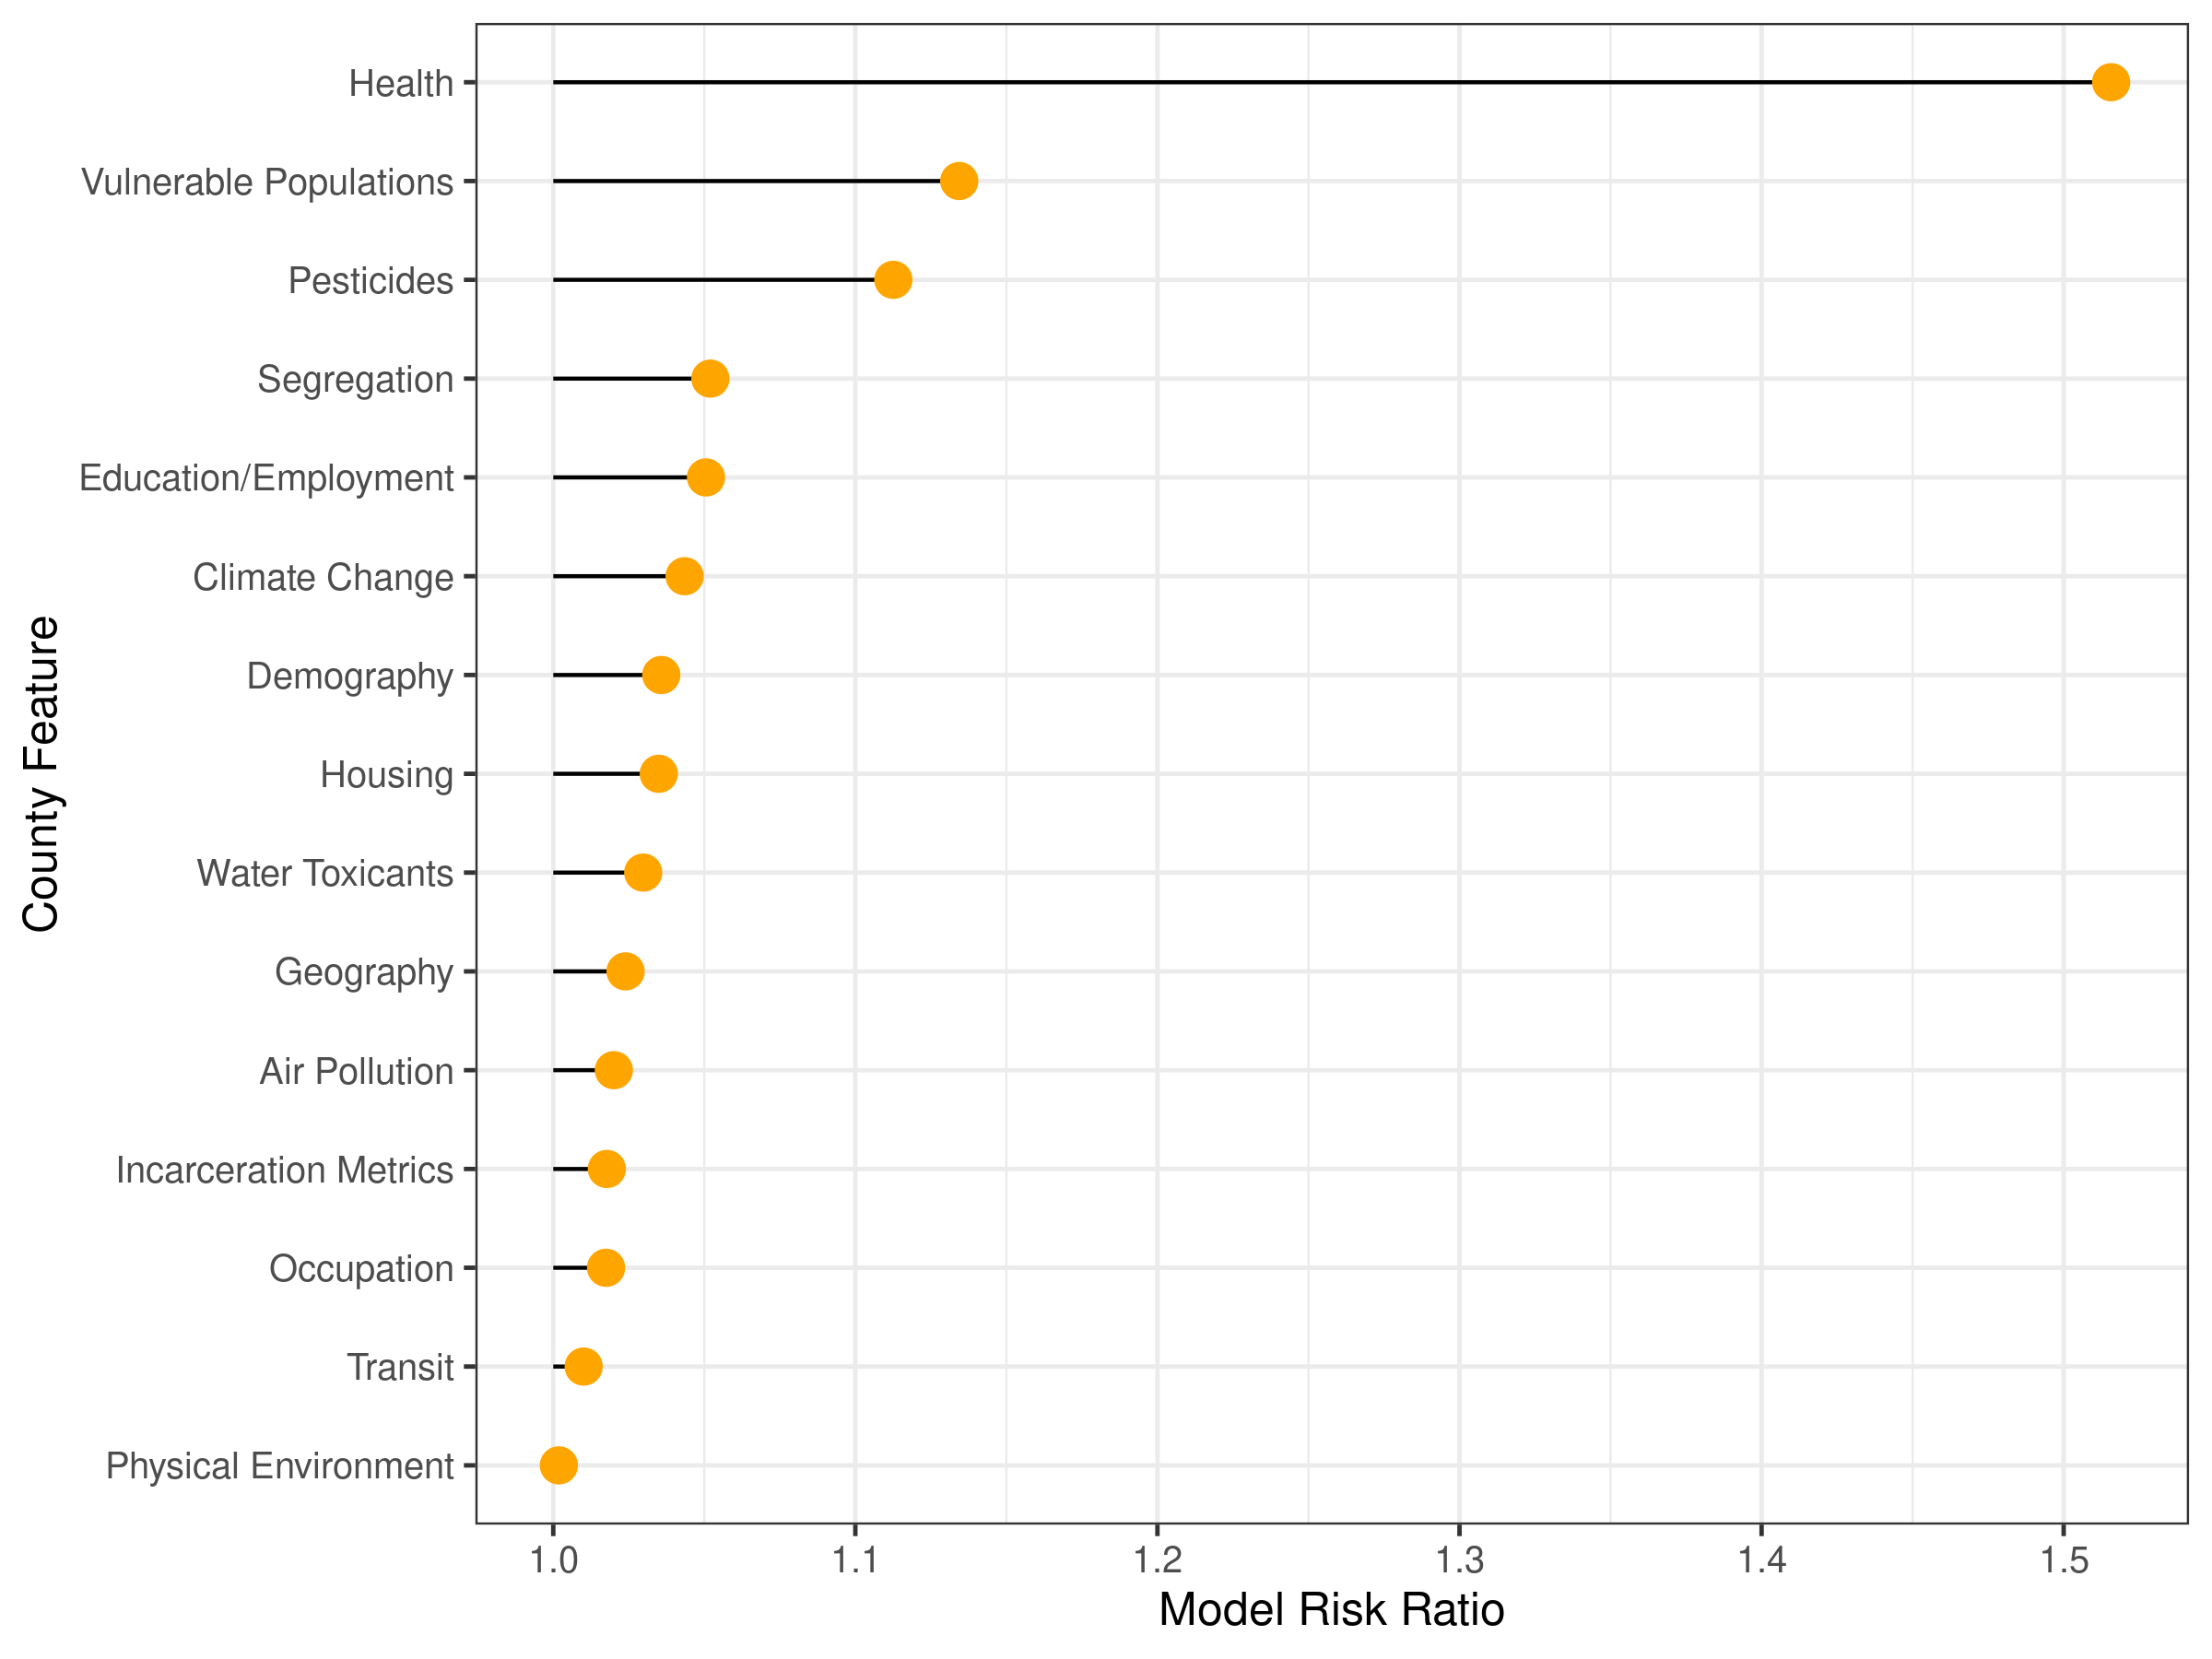 Health
Vulnerable Populations
Pesticides
Segregation
Education/Employment
Climate Change
Demography
Housing
Water Toxicants
Geography
Air Pollution
Incarceration Metrics
Occupation
Transit
Physical Environment
County Feature
1.0 1.1 1.2 1.3 1.4 1.5
Model Risk Ratio